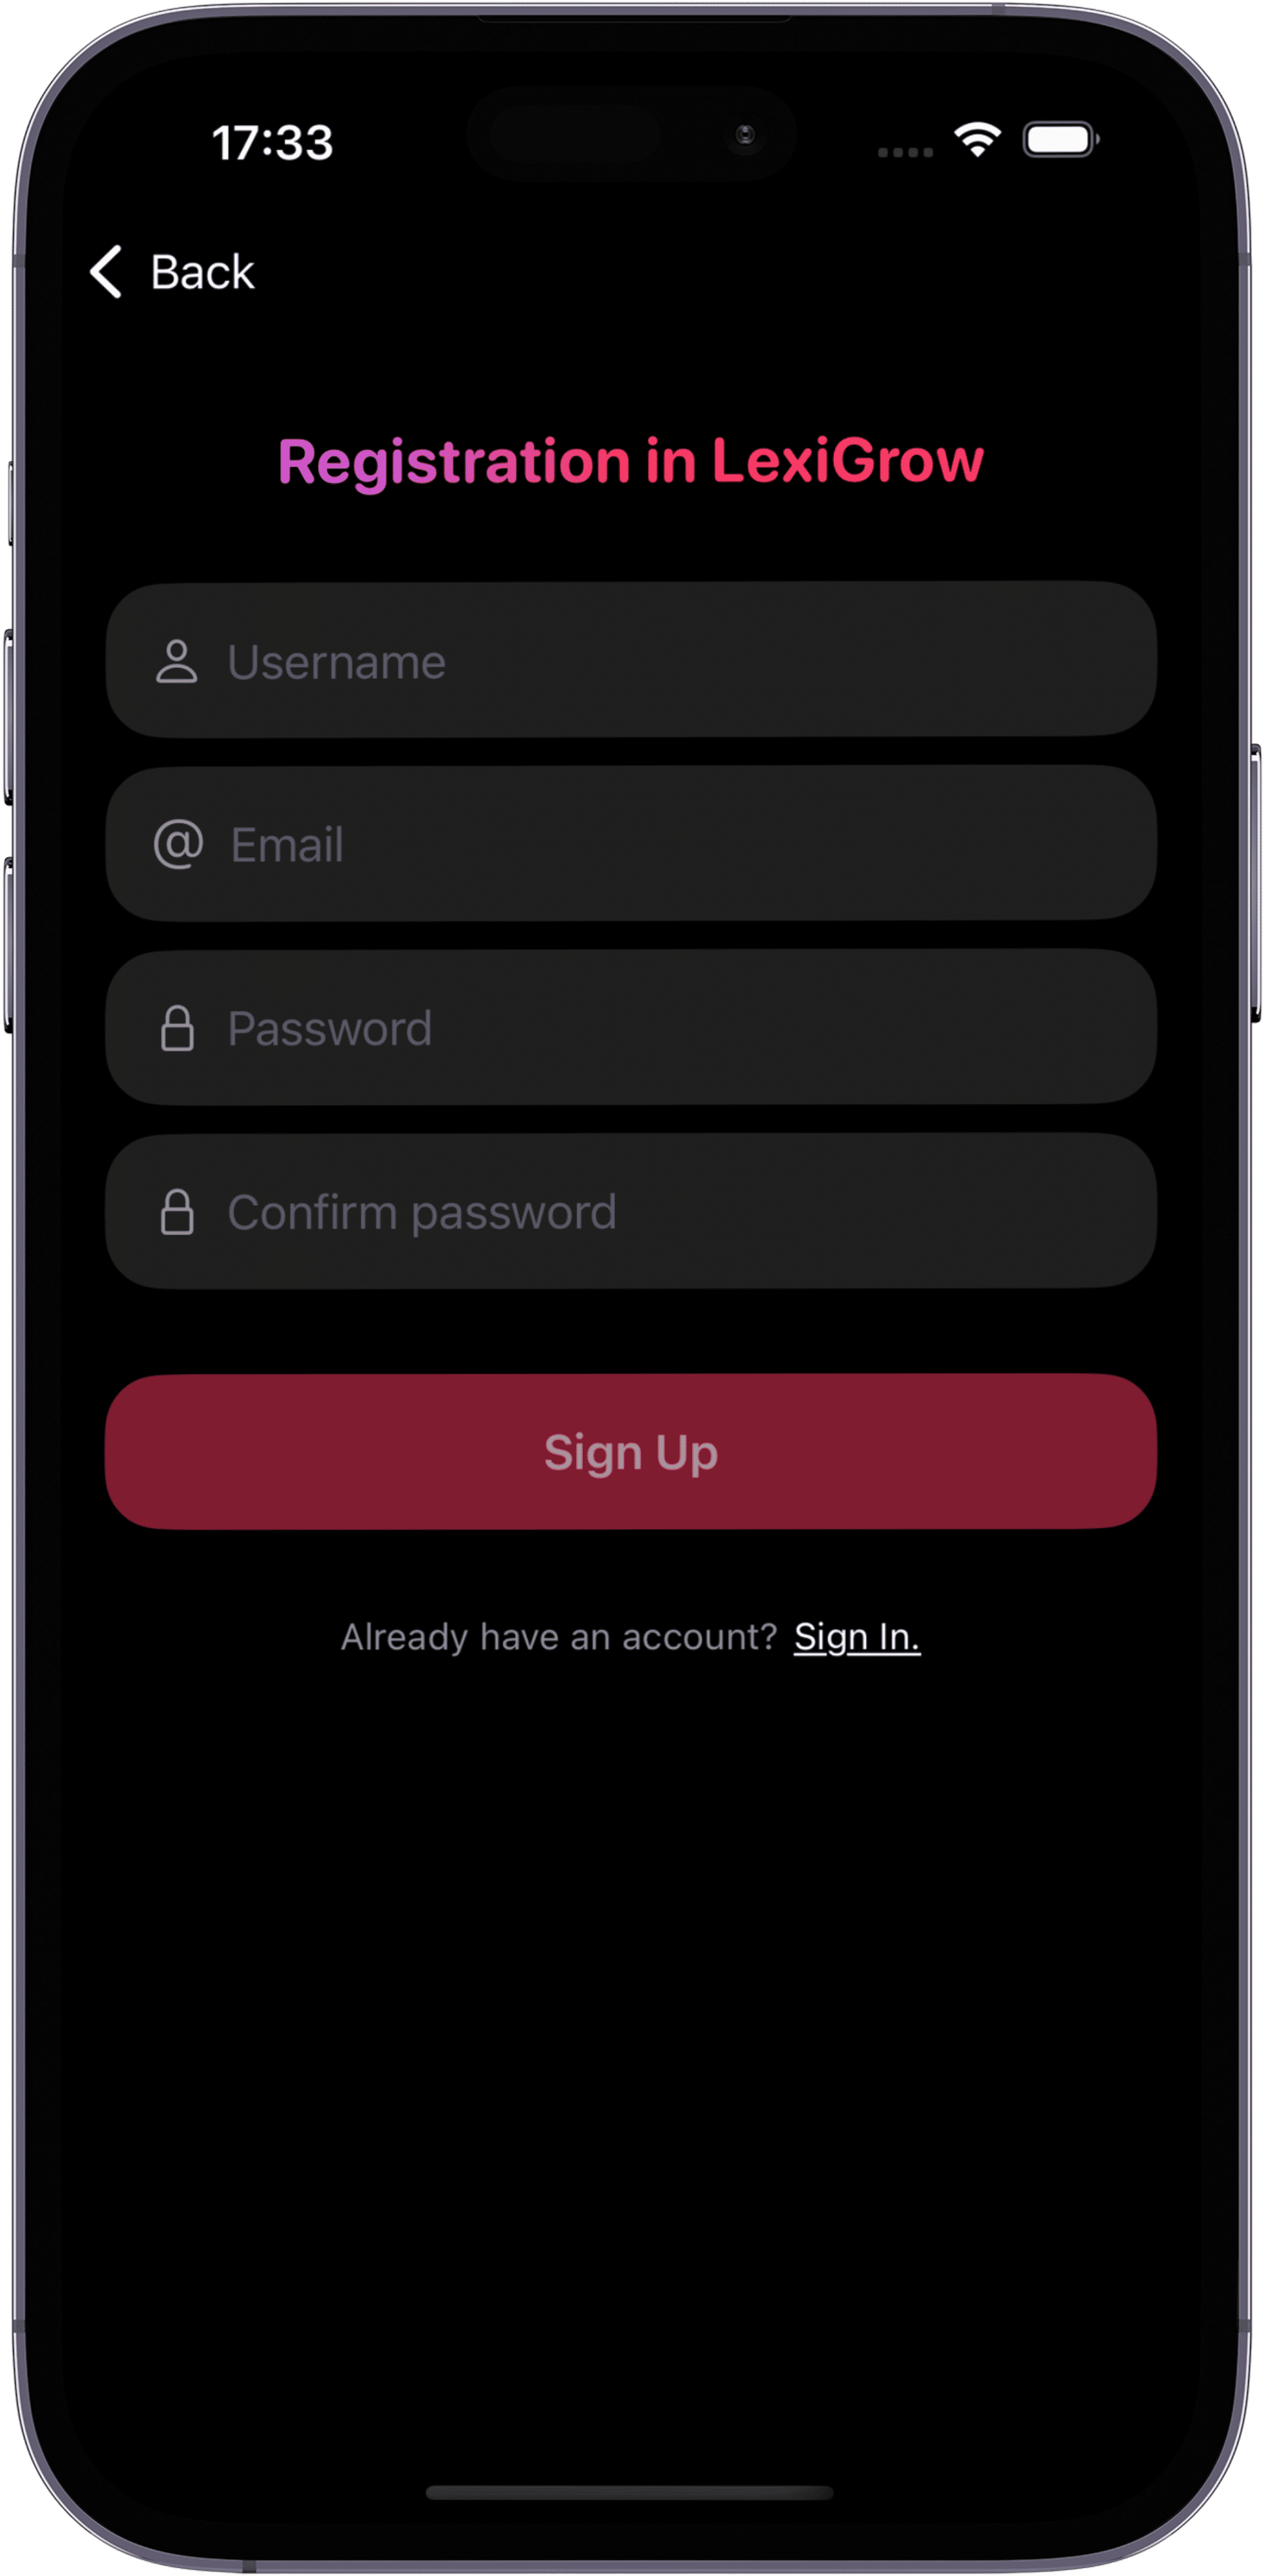 17:33
Back
Registration in LexiGrow
Username
@ Email
Password
Confirm password
Sign Up
Already have an account? Sign In.